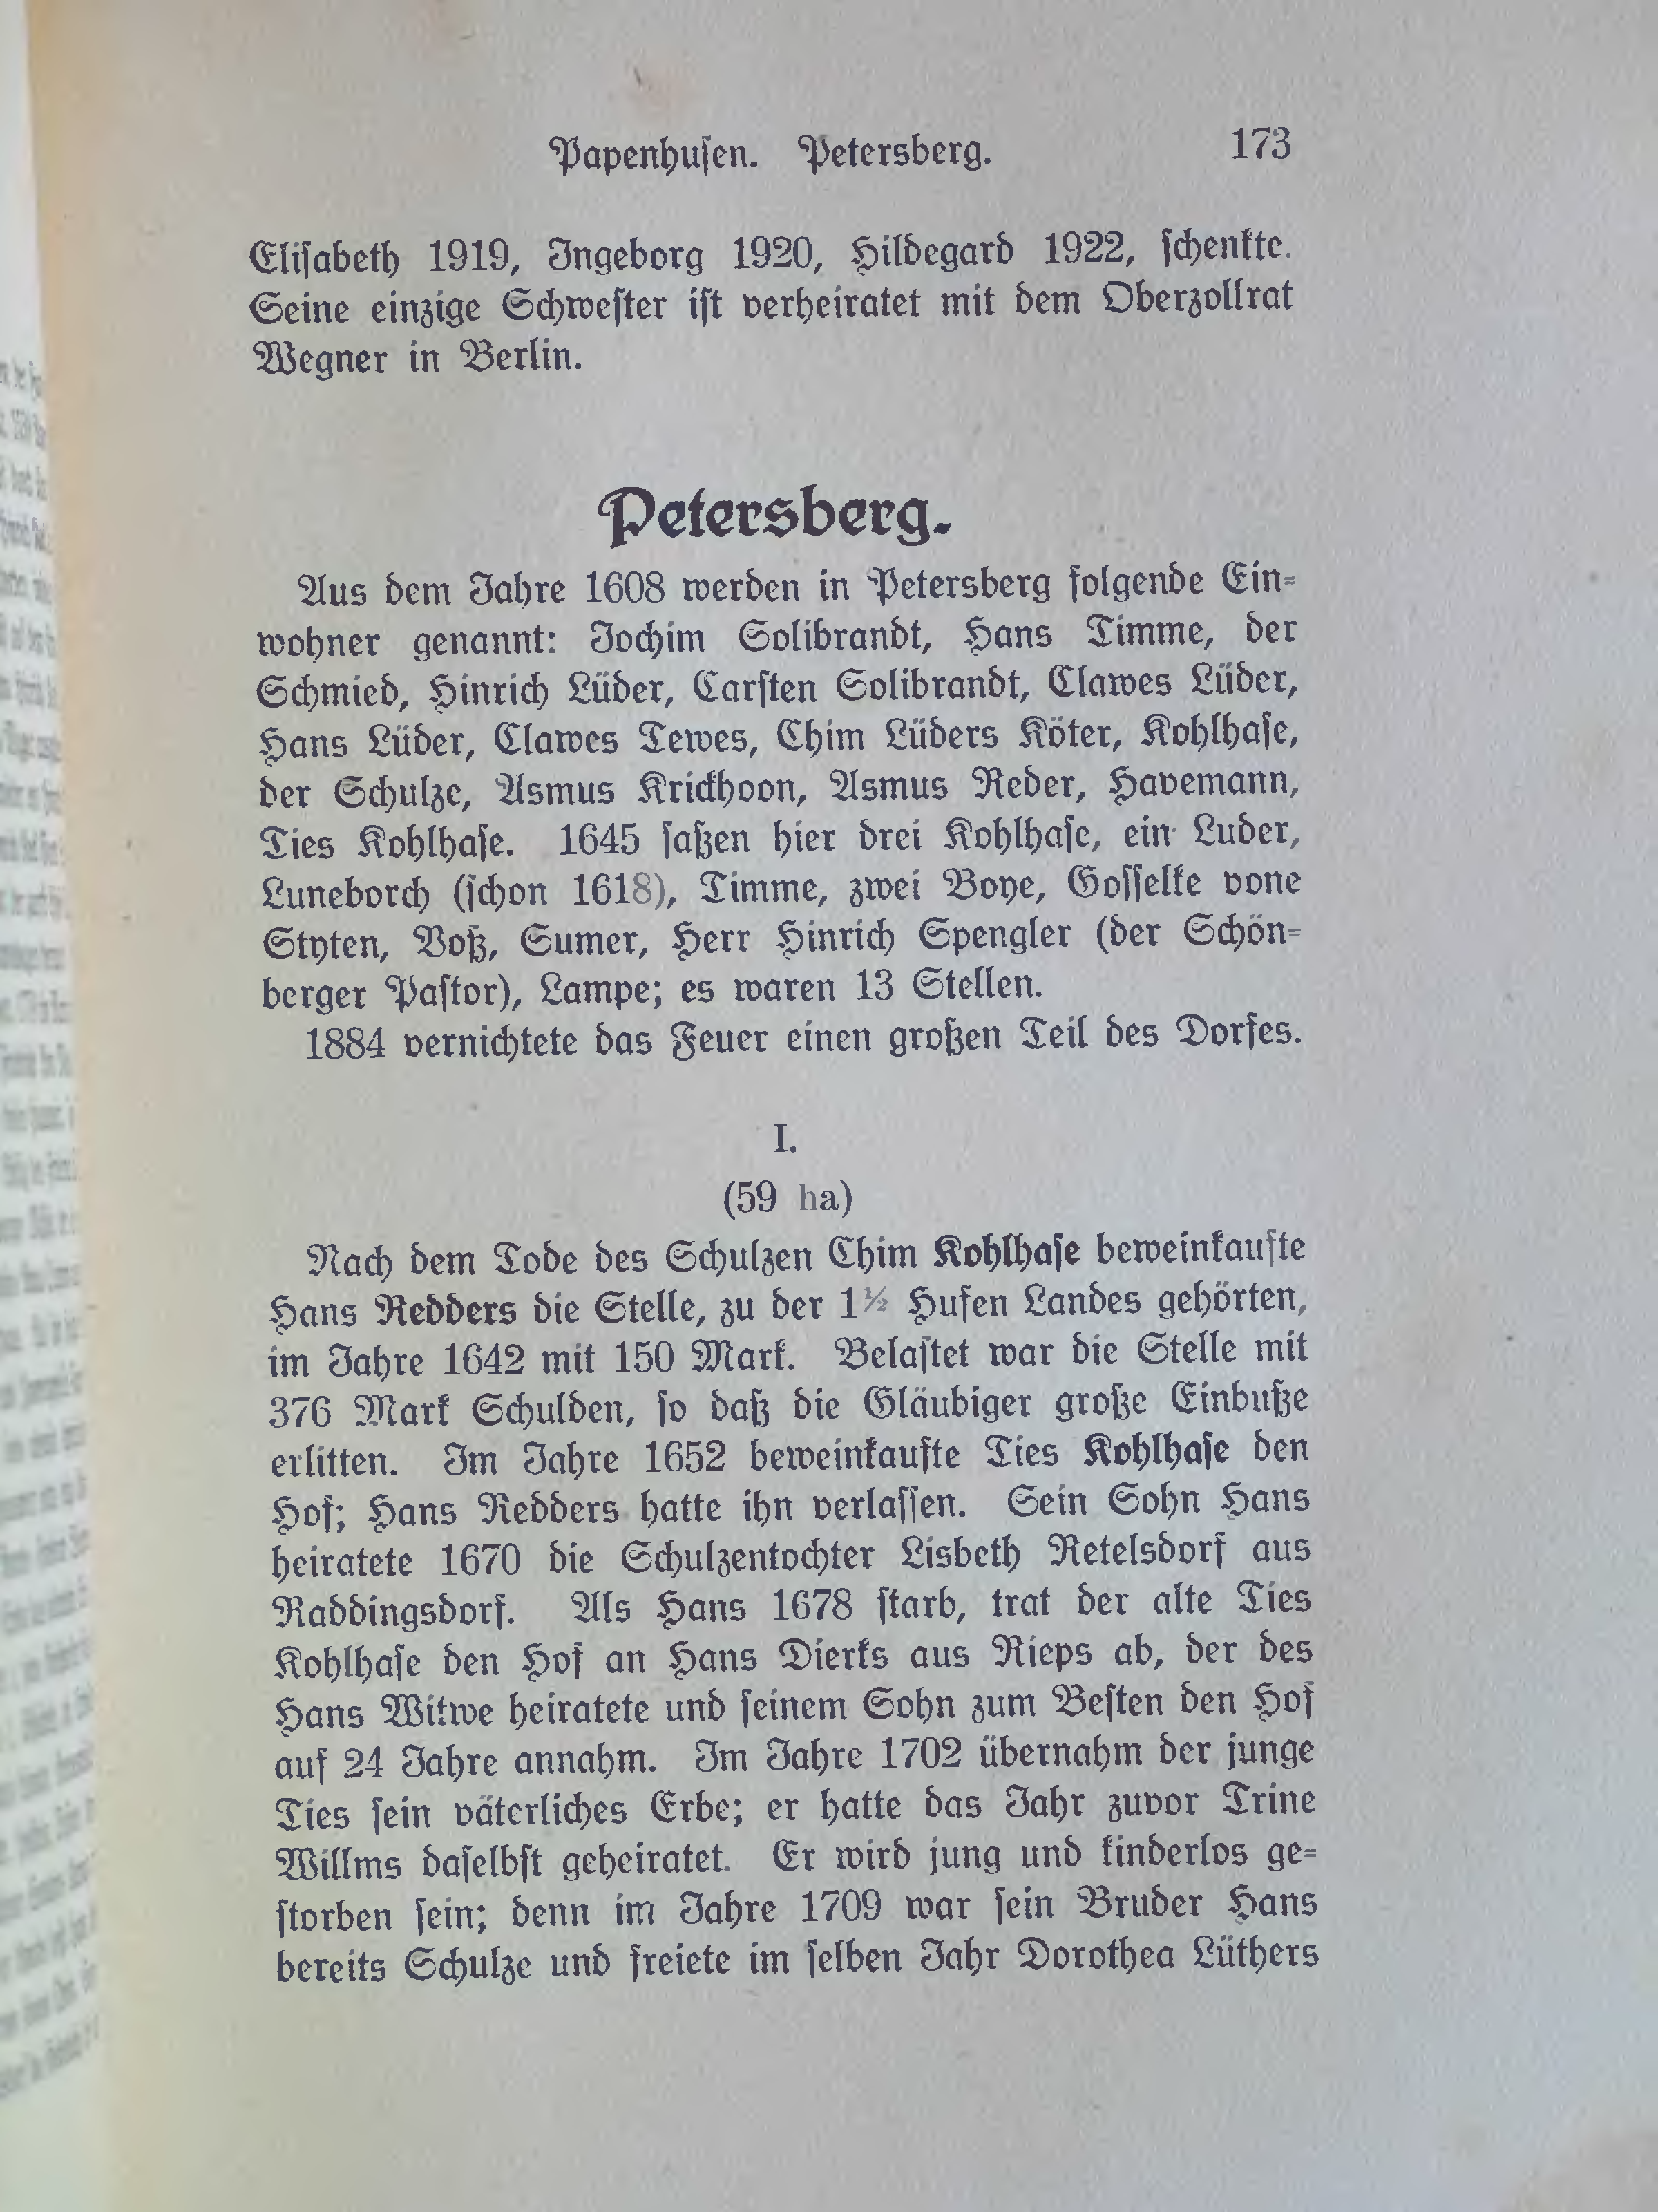 Papenhusen. Petersberg. 173
Elisabeth 1919, Ingeborg 1920, Hildegard 1922, schenkte.
Seine einzige Schwester ist verheiratet mit dem Oberzollrat
Wegner in Berlin.
Petersberg.
Aus dem Jahre 1608 werden in Petersberg folgende Ein-
wohner genannt: Jochim Solibrandt, Hans Timme, der
Schmied, Hinrich Lüder, Carsten Solibrandt, Clawes Lüder,
Hans Lüder, Clawes Tewes, Chim Lüders Köter, Kohlhase,
der Schulze, Asmus Krickhoon, Asmus Reder, Havemann,
Ties Kohlhase. 1645 saßen hier drei Kohlhase, ein Luder,
Luneborch (schon 1618), Timme, zwei Boye, Gosselke vone
Styten, Voß, Sumer, Herr Hinrich Spengler (der Schön-
berger Pastor), Lampe; es waren 13 Stellen.
1884 vernichtete das Feuer einen großen Teil des Dorfes.
I.
(59 ha)
Nach dem Tode des Schulzen Chim Kohlhase beweinkaufte
Hans Redders die Stelle, zu der 1½ Hufen Landes gehörten,
im Jahre 1642 mit 150 Mark. Belastet war die Stelle mit
376 Mark Schulden, so daß die Gläubiger große Einbuße
erlitten. Im Jahre 1652 beweinkaufte Ties Kohlhase den
Hof; Hans Redders hatte ihn verlassen. Sein Sohn Hans
heiratete 1670 die Schulzentochter Lisbeth Retelsdorf aus
Raddingsdorf. Als Hans 1678 starb, trat der alte Ties
Kohlhase den Hof an Hans Dierks aus Rieps ab, der des
Hans Witwe heiratete und seinem Sohn zum Besten den Hof
auf 24 Jahre annahm. Im Jahre 1702 übernahm der junge
Ties sein väterliches Erbe; er hatte das Jahr zuvor Trine
Willms daselbst geheiratet. Er wird jung und kinderlos ge-
storben sein; denn im Jahre 1709 war sein Bruder Hans
bereits Schulze und freiete im selben Jahr Dorothea Lüthers